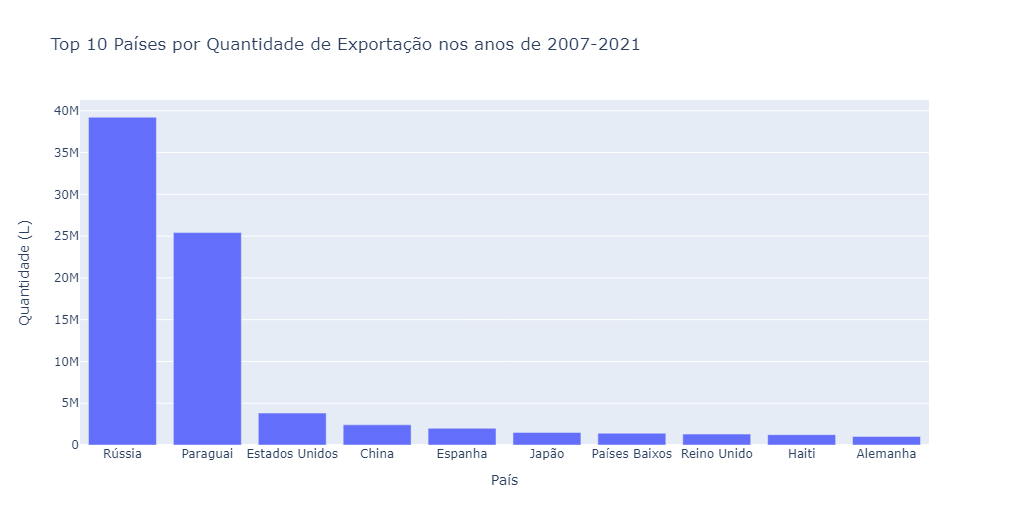 Top 10 Países por Quantidade de Exportação nos anos de 2007-2021
Quantidade (L)
40M
35M
30M
25M
20M
15M
10M
5M
0
Rússia Paraguai Estados Unidos China Espanha Japão Países Baixos Reino Unido Haiti Alemanha
País